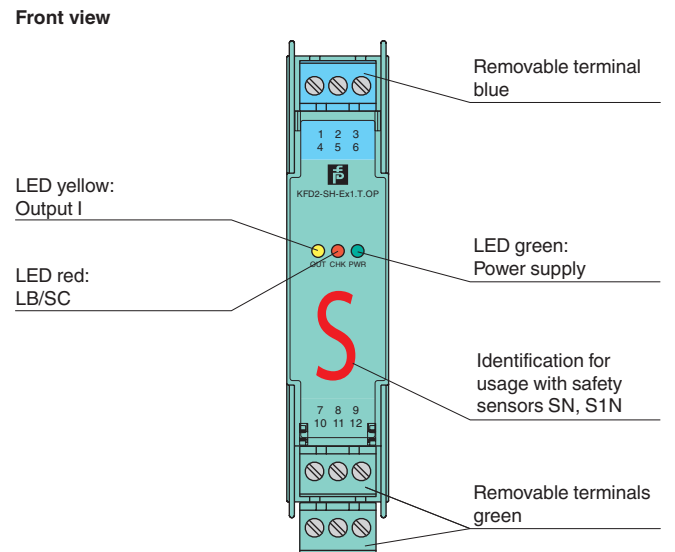 Front view
Removable terminal
blue
1 2 3
4 5 6
KFD2-SH-Ex1.T.OP
LED yellow:
Output I
OUT CHK PWR
LED green:
Power supply
LED red:
LB/SC
S
Identification for
usage with safety
sensors SN, S1N
7 8 9
10 11 12
Removable terminals
green